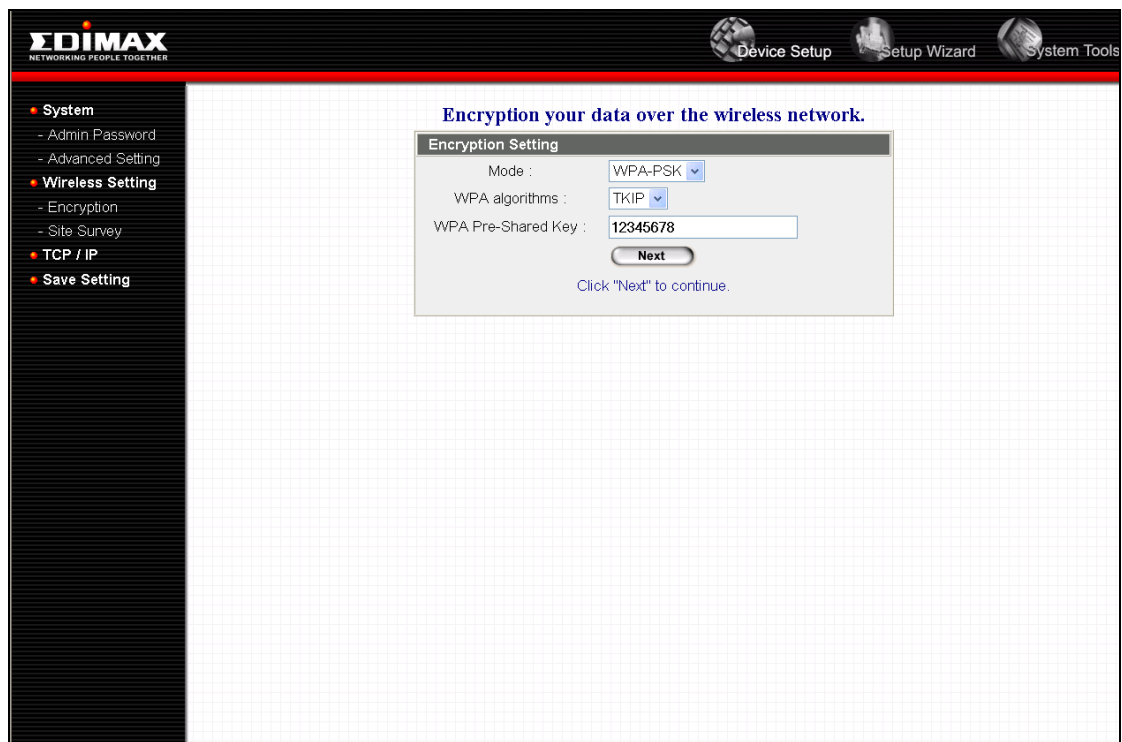 EDIMAX
NETWORKING PEOPLE TOGETHER
Device Setup
Setup Wizard
System Tools
System
- Admin Password
- Advanced Setting
Wireless Setting
- Encryption
- Site Survey
TCP / IP
Save Setting
Encryption your data over the wireless network.
Encryption Setting
Mode : WPA-PSK
WPA algorithms : TKIP
WPA Pre-Shared Key : 12345678
Next
Click "Next" to continue.